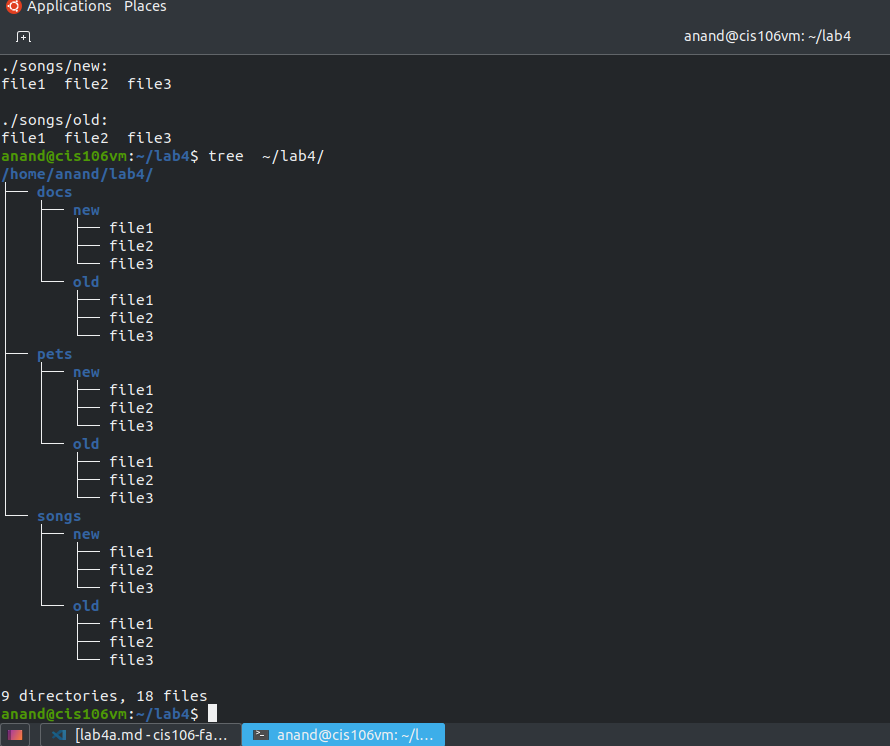 Applications Places
anand@cis106vm: ~/lab4
./songs/new:
file1  file2  file3
./songs/old:
file1  file2  file3
anand@cis106vm:~/lab4$ tree  ~/lab4/
/home/anand/lab4/
├── docs
│   ├── new
│   │   ├── file1
│   │   ├── file2
│   │   └── file3
│   └── old
│       ├── file1
│       ├── file2
│       └── file3
├── pets
│   ├── new
│   │   ├── file1
│   │   ├── file2
│   │   └── file3
│   └── old
│       ├── file1
│       ├── file2
│       └── file3
└── songs
    ├── new
    │   ├── file1
    │   ├── file2
    │   └── file3
    └── old
        ├── file1
        ├── file2
        └── file3
9 directories, 18 files
anand@cis106vm:~/lab4$
[lab4a.md - cis106-fa... anand@cis106vm: ~/l...